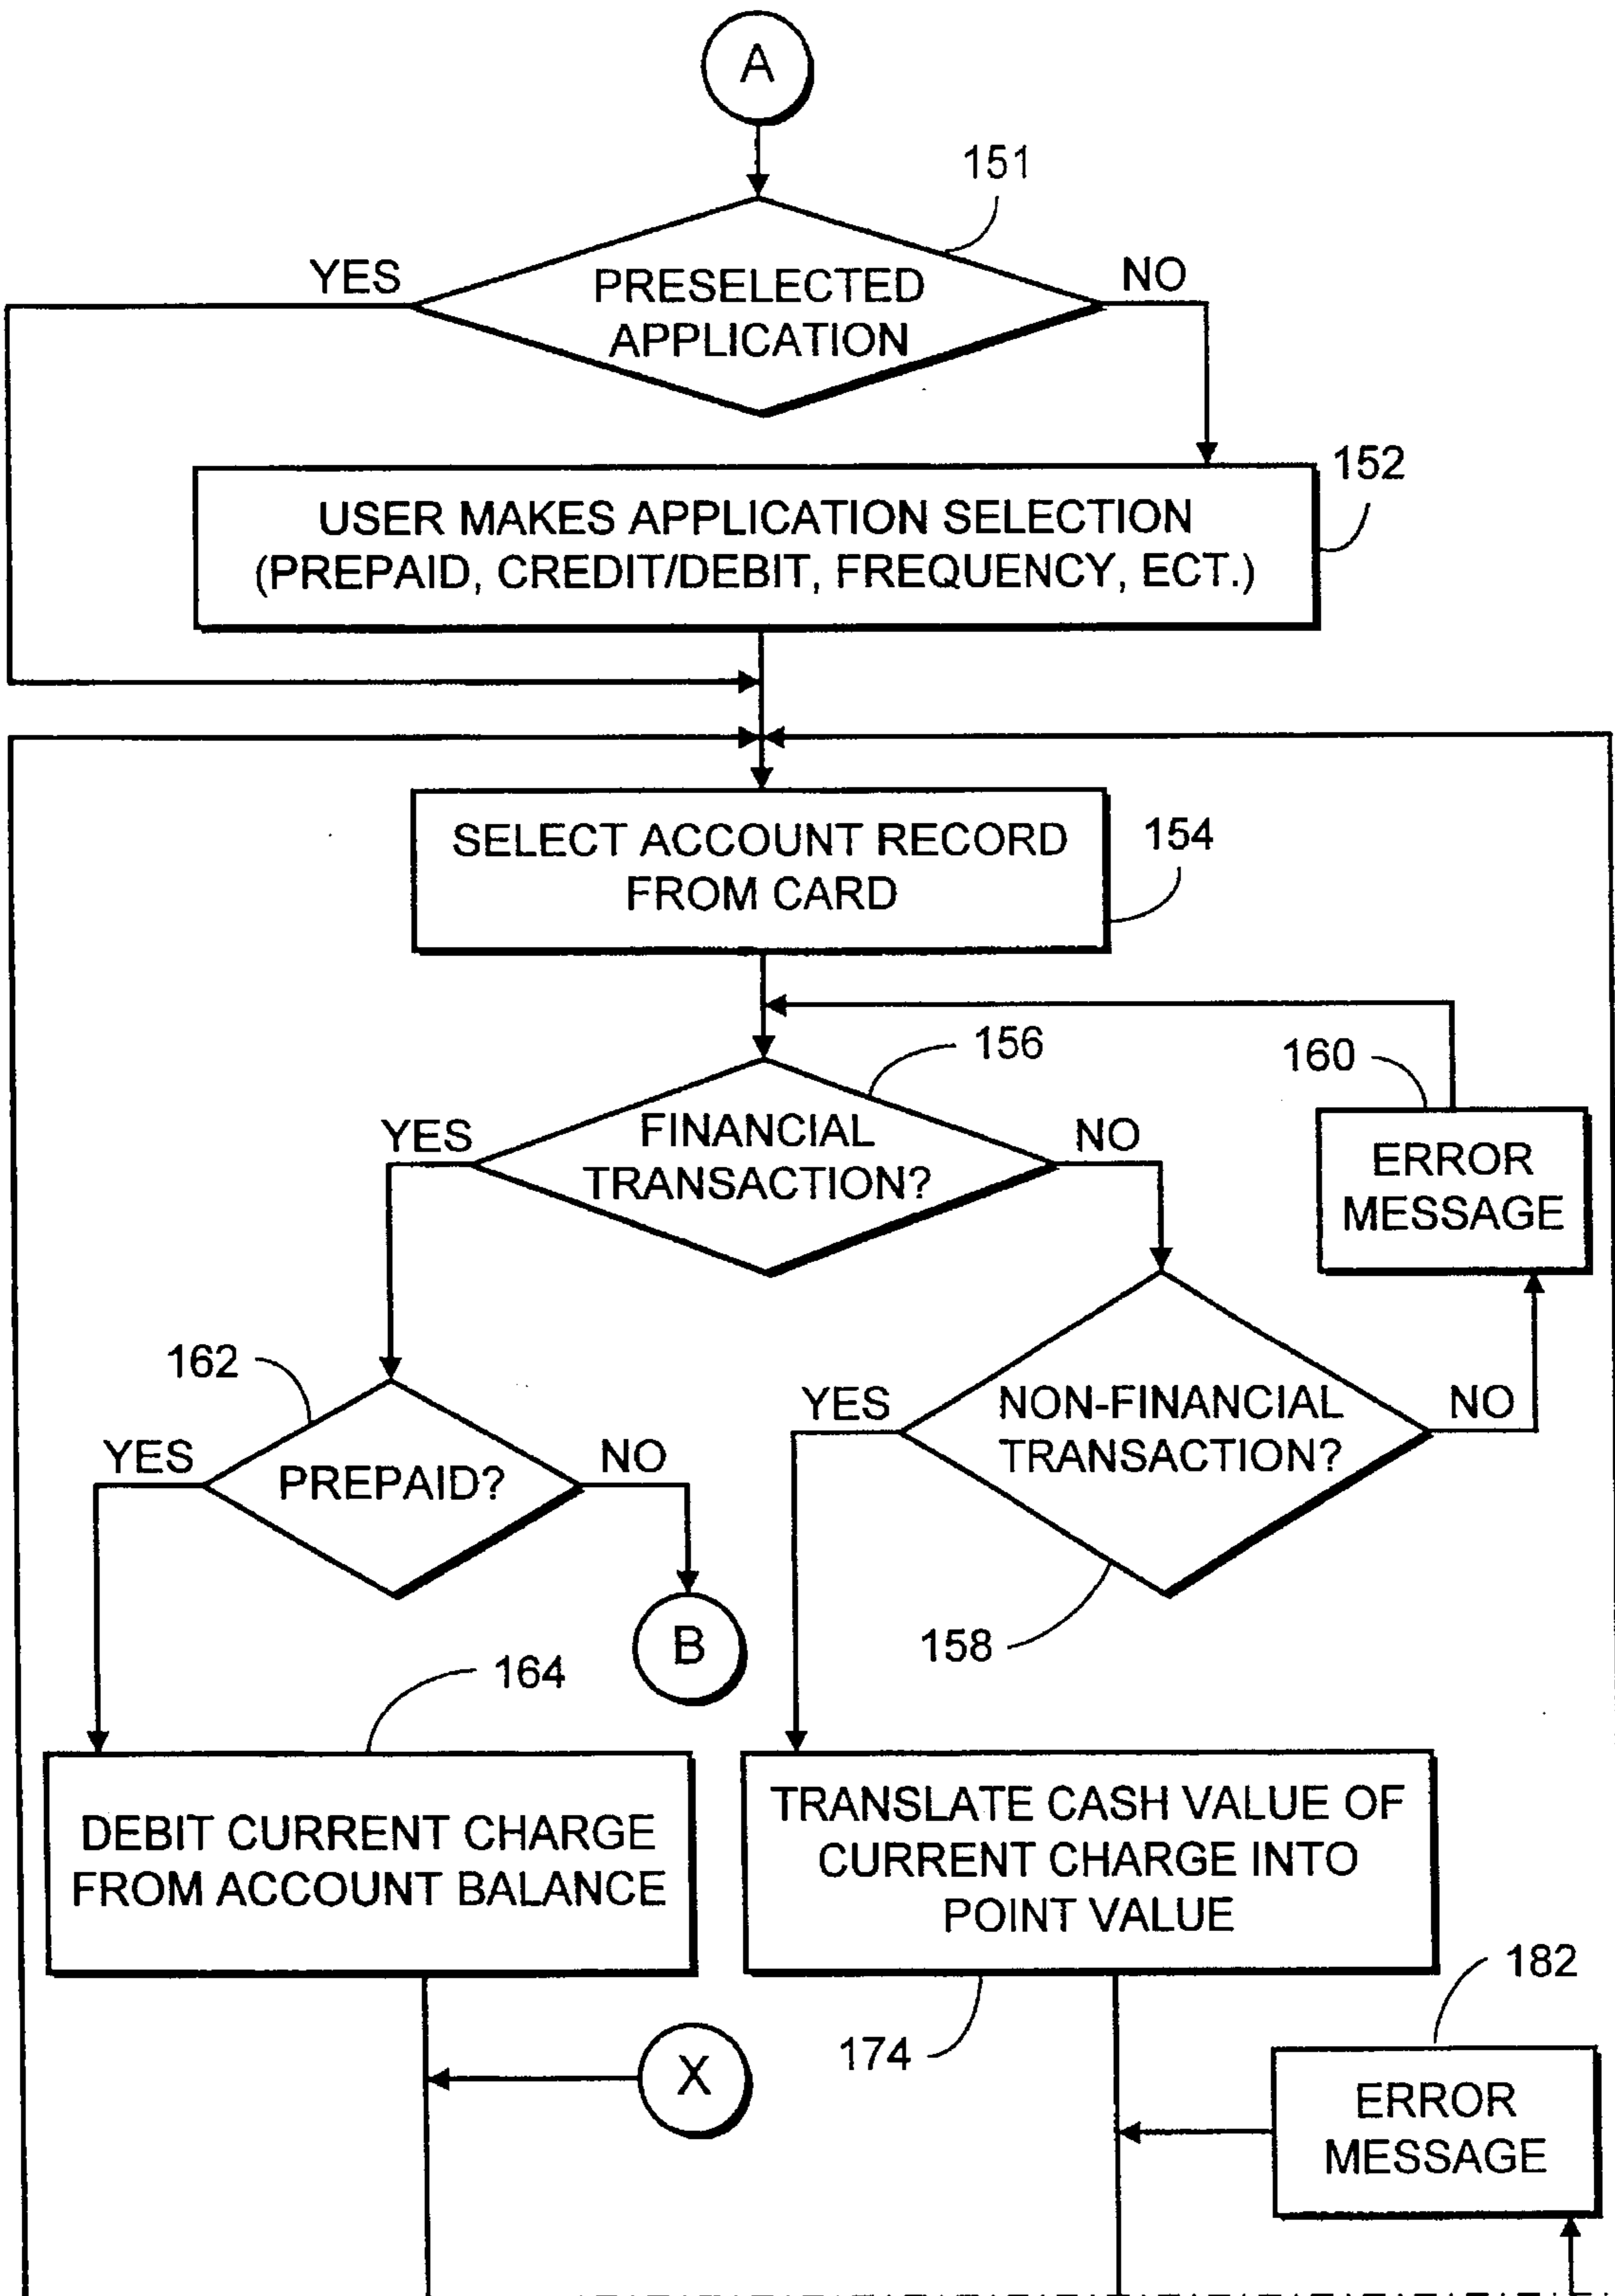 A
151
YES
NO
PRESELECTED
APPLICATION
152
USER MAKES APPLICATION SELECTION
(PREPAID, CREDIT/DEBIT, FREQUENCY, ECT.)
SELECT ACCOUNT RECORD
FROM CARD
154
156
160
YES
FINANCIAL
TRANSACTION?
NO
ERROR
MESSAGE
162
YES
PREPAID?
NO
YES
NON-FINANCIAL
TRANSACTION?
NO
B
158
164
DEBIT CURRENT CHARGE
FROM ACCOUNT BALANCE
TRANSLATE CASH VALUE OF
CURRENT CHARGE INTO
POINT VALUE
182
174
X
ERROR
MESSAGE